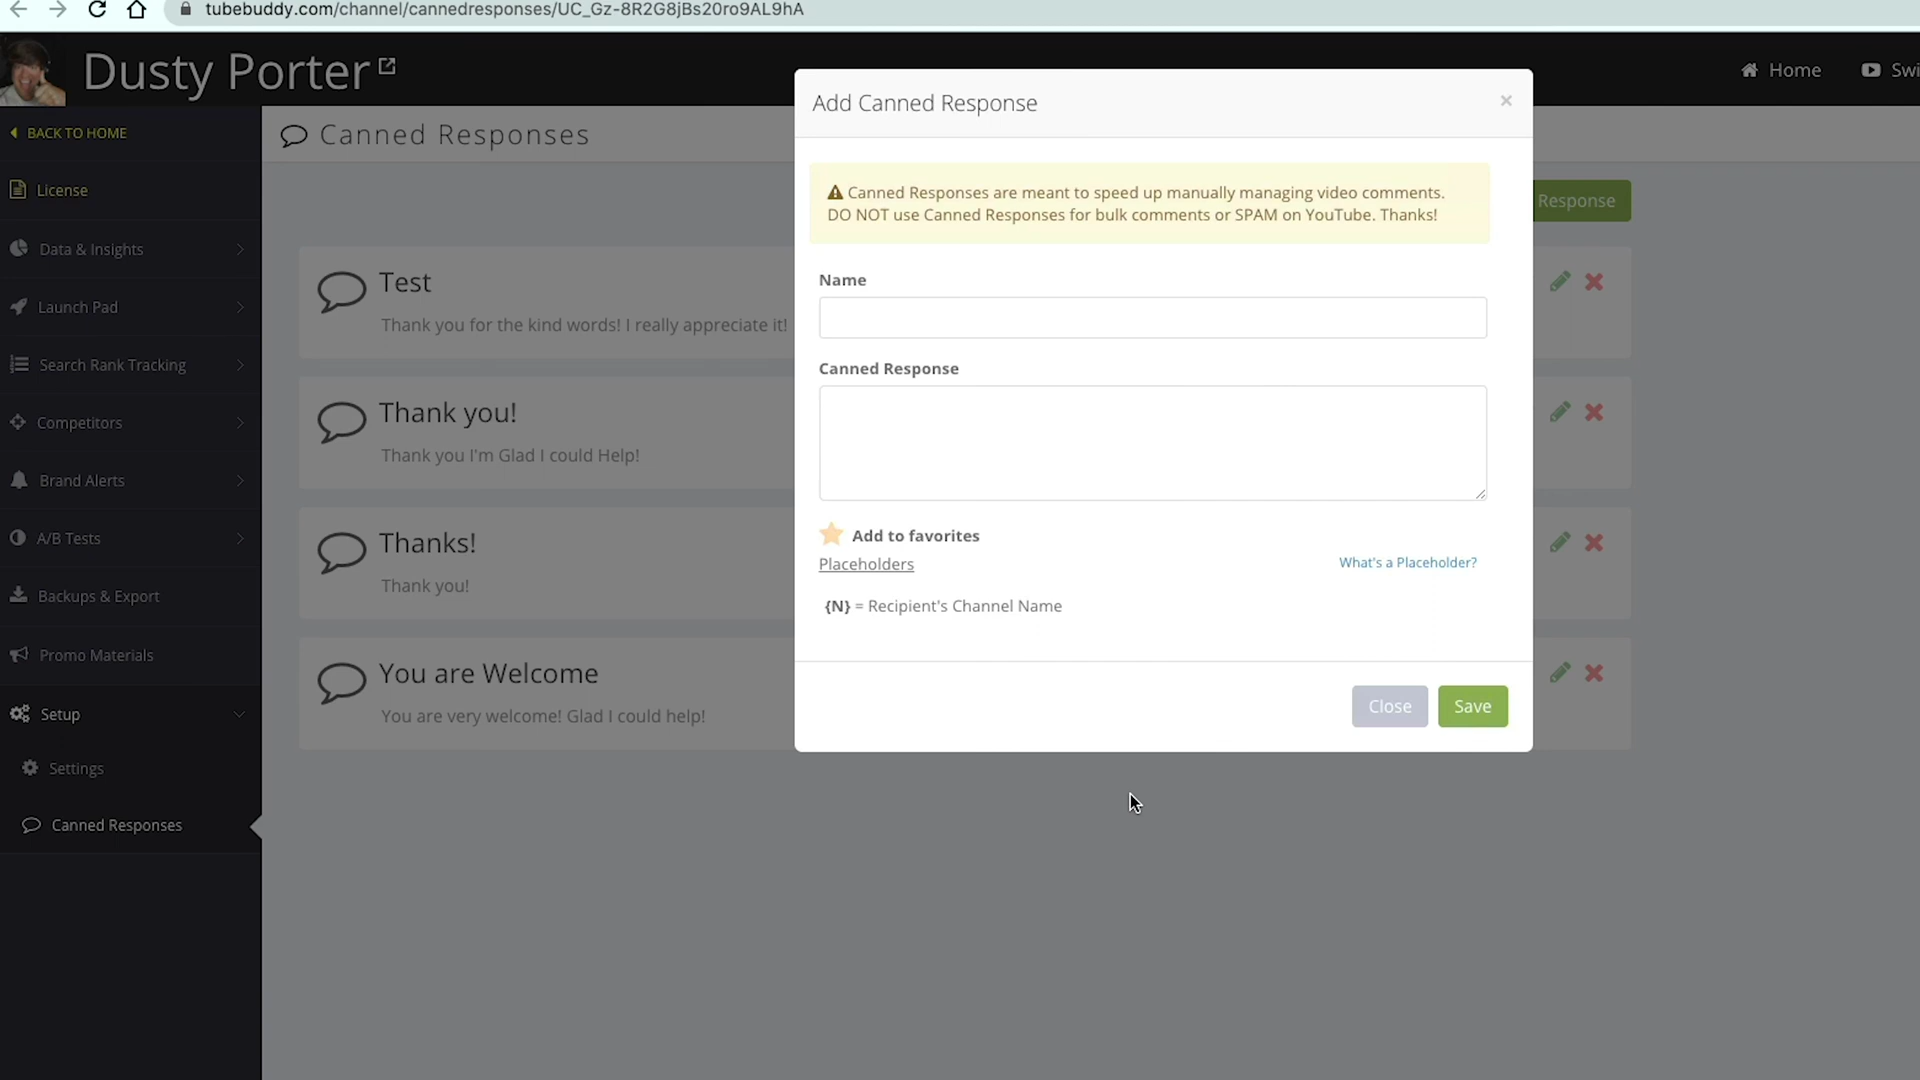 tubebuddy.com/channel/cannedresponses/UC_Gz-8R2G8jBs20ro9AL9hA
Dusty Porter
Home
Swi
BACK TO HOME
License
Data & Insights
Launch Pad
Search Rank Tracking
Competitors
Brand Alerts
A/B Tests
Backups & Export
Promo Materials
Setup
Settings
Canned Responses
Canned Responses
Response
Test
Thank you for the kind words! I really appreciate it!
Thank you!
Thank you I'm Glad I could Help!
Thanks!
Thank you!
You are Welcome
You are very welcome! Glad I could help!
Add Canned Response
×
Canned Responses are meant to speed up manually managing video comments.
DO NOT use Canned Responses for bulk comments or SPAM on YouTube. Thanks!
Name
Canned Response
Add to favorites
Placeholders
What's a Placeholder?
{N} = Recipient's Channel Name
Close
Save